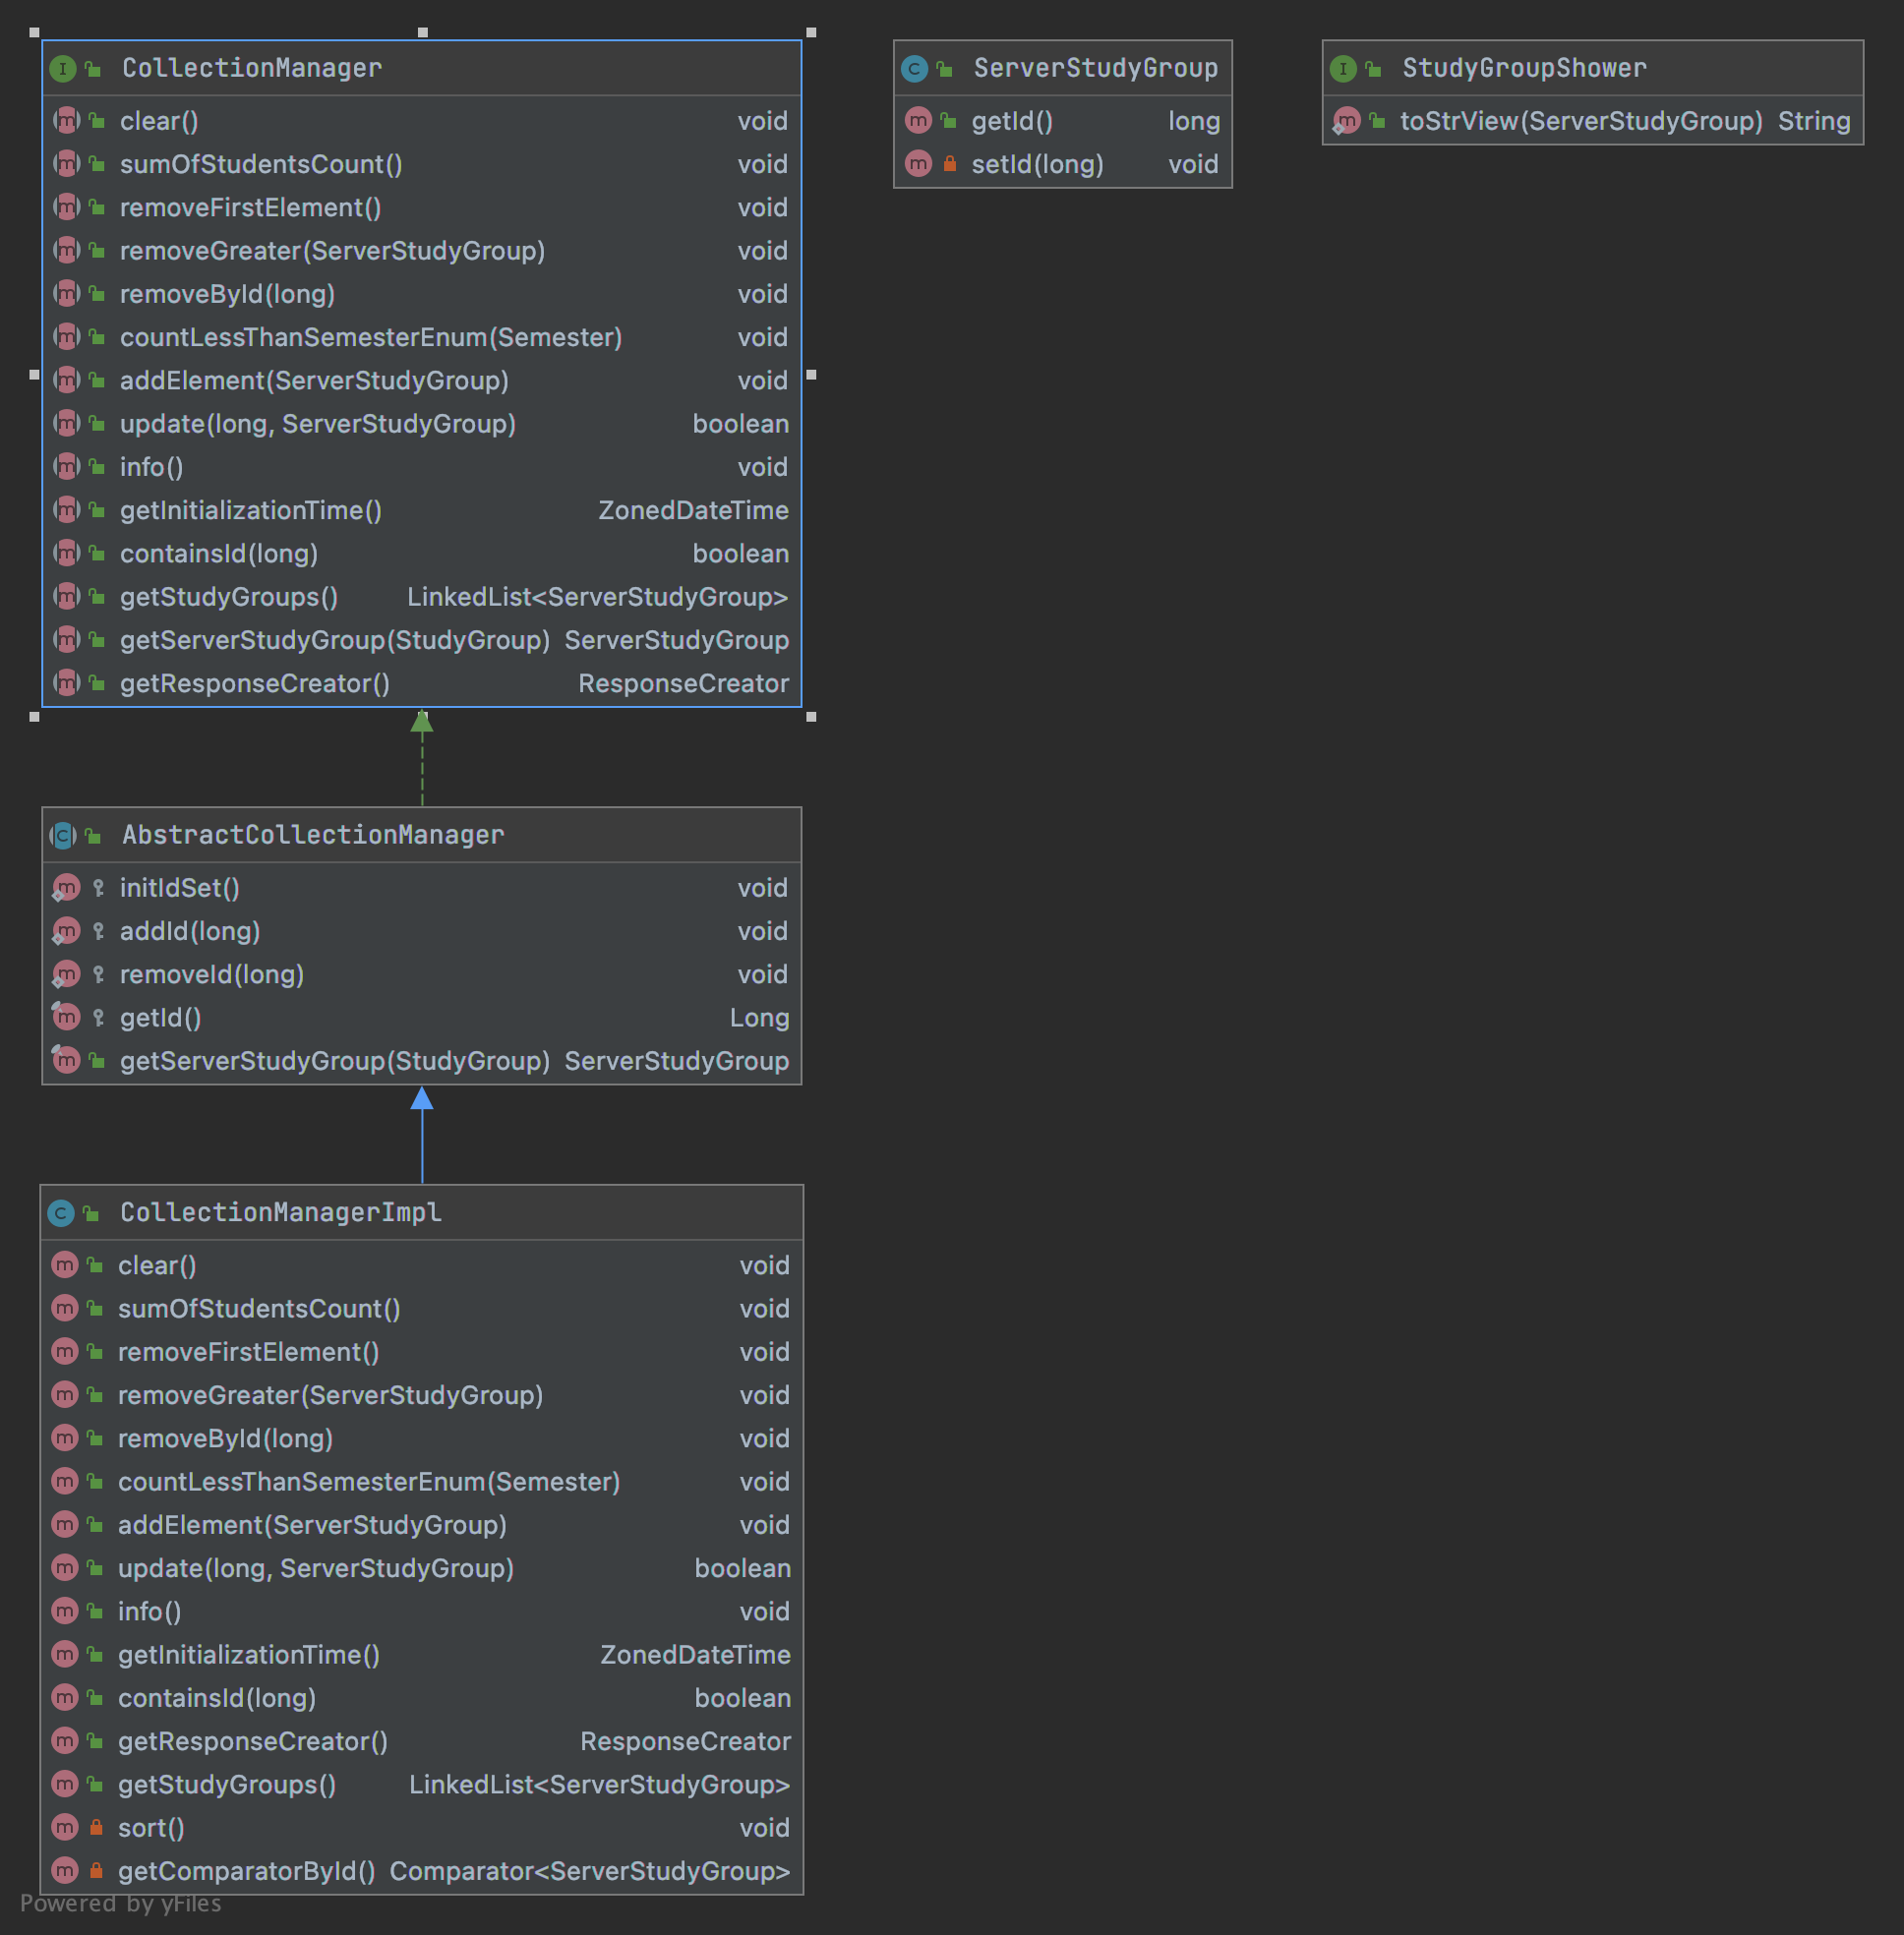 CollectionManager
clear() void
sumOfStudentsCount() void
removeFirstElement() void
removeGreater(ServerStudyGroup) void
removeById(long) void
countLessThanSemesterEnum(Semester) void
addElement(ServerStudyGroup) void
update(long, ServerStudyGroup) boolean
info() void
getInitializationTime() ZonedDateTime
containsId(long) boolean
getStudyGroups() LinkedList<ServerStudyGroup>
getServerStudyGroup(StudyGroup) ServerStudyGroup
getResponseCreator() ResponseCreator
ServerStudyGroup
getId() long
setId(long) void
StudyGroupShower
toStrView(ServerStudyGroup) String
AbstractCollectionManager
initIdSet() void
addId(long) void
removeId(long) void
getId() Long
getServerStudyGroup(StudyGroup) ServerStudyGroup
CollectionManagerImpl
clear() void
sumOfStudentsCount() void
removeFirstElement() void
removeGreater(ServerStudyGroup) void
removeById(long) void
countLessThanSemesterEnum(Semester) void
addElement(ServerStudyGroup) void
update(long, ServerStudyGroup) boolean
info() void
getInitializationTime() ZonedDateTime
containsId(long) boolean
getResponseCreator() ResponseCreator
getStudyGroups() LinkedList<ServerStudyGroup>
sort() void
getComparatorById() Comparator<ServerStudyGroup>
Powered by yFiles